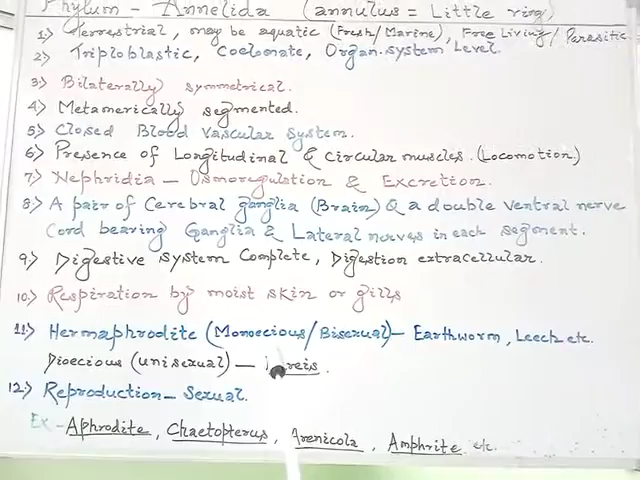 Phylum - Annelida (annulus = Little ring)
1.) Terrestrial, may be aquatic (Fresh/Marine), Free Living/Parasitic
2) Triploblastic, Coelomate, Organ-system Level.
3) Bilaterally symmetrical.
4) Metamerically segmented.
5) Closed Blood Vascular System.
6) Presence of Longitudinal & Circular muscles. (Locomotion)
7) Nephridia - Osmoregulation & Excretion.
8) A pair of Cerebral ganglia (Brain) & a double ventral nerve
Cord bearing Ganglia & Lateral nerves in each segment.
9) Digestive system Complete, Digestion extracellular.
10.) Respiration by moist skin or gills
11) Hermaphrodite (Monoecious/Bisexual) - Earthworm, Leech etc.
Dioecious (unisexual) -
12) Reproduction - Sexual.
Ex - Aphrodite, Chaetopterus, Arenicola, Amphrite etc.